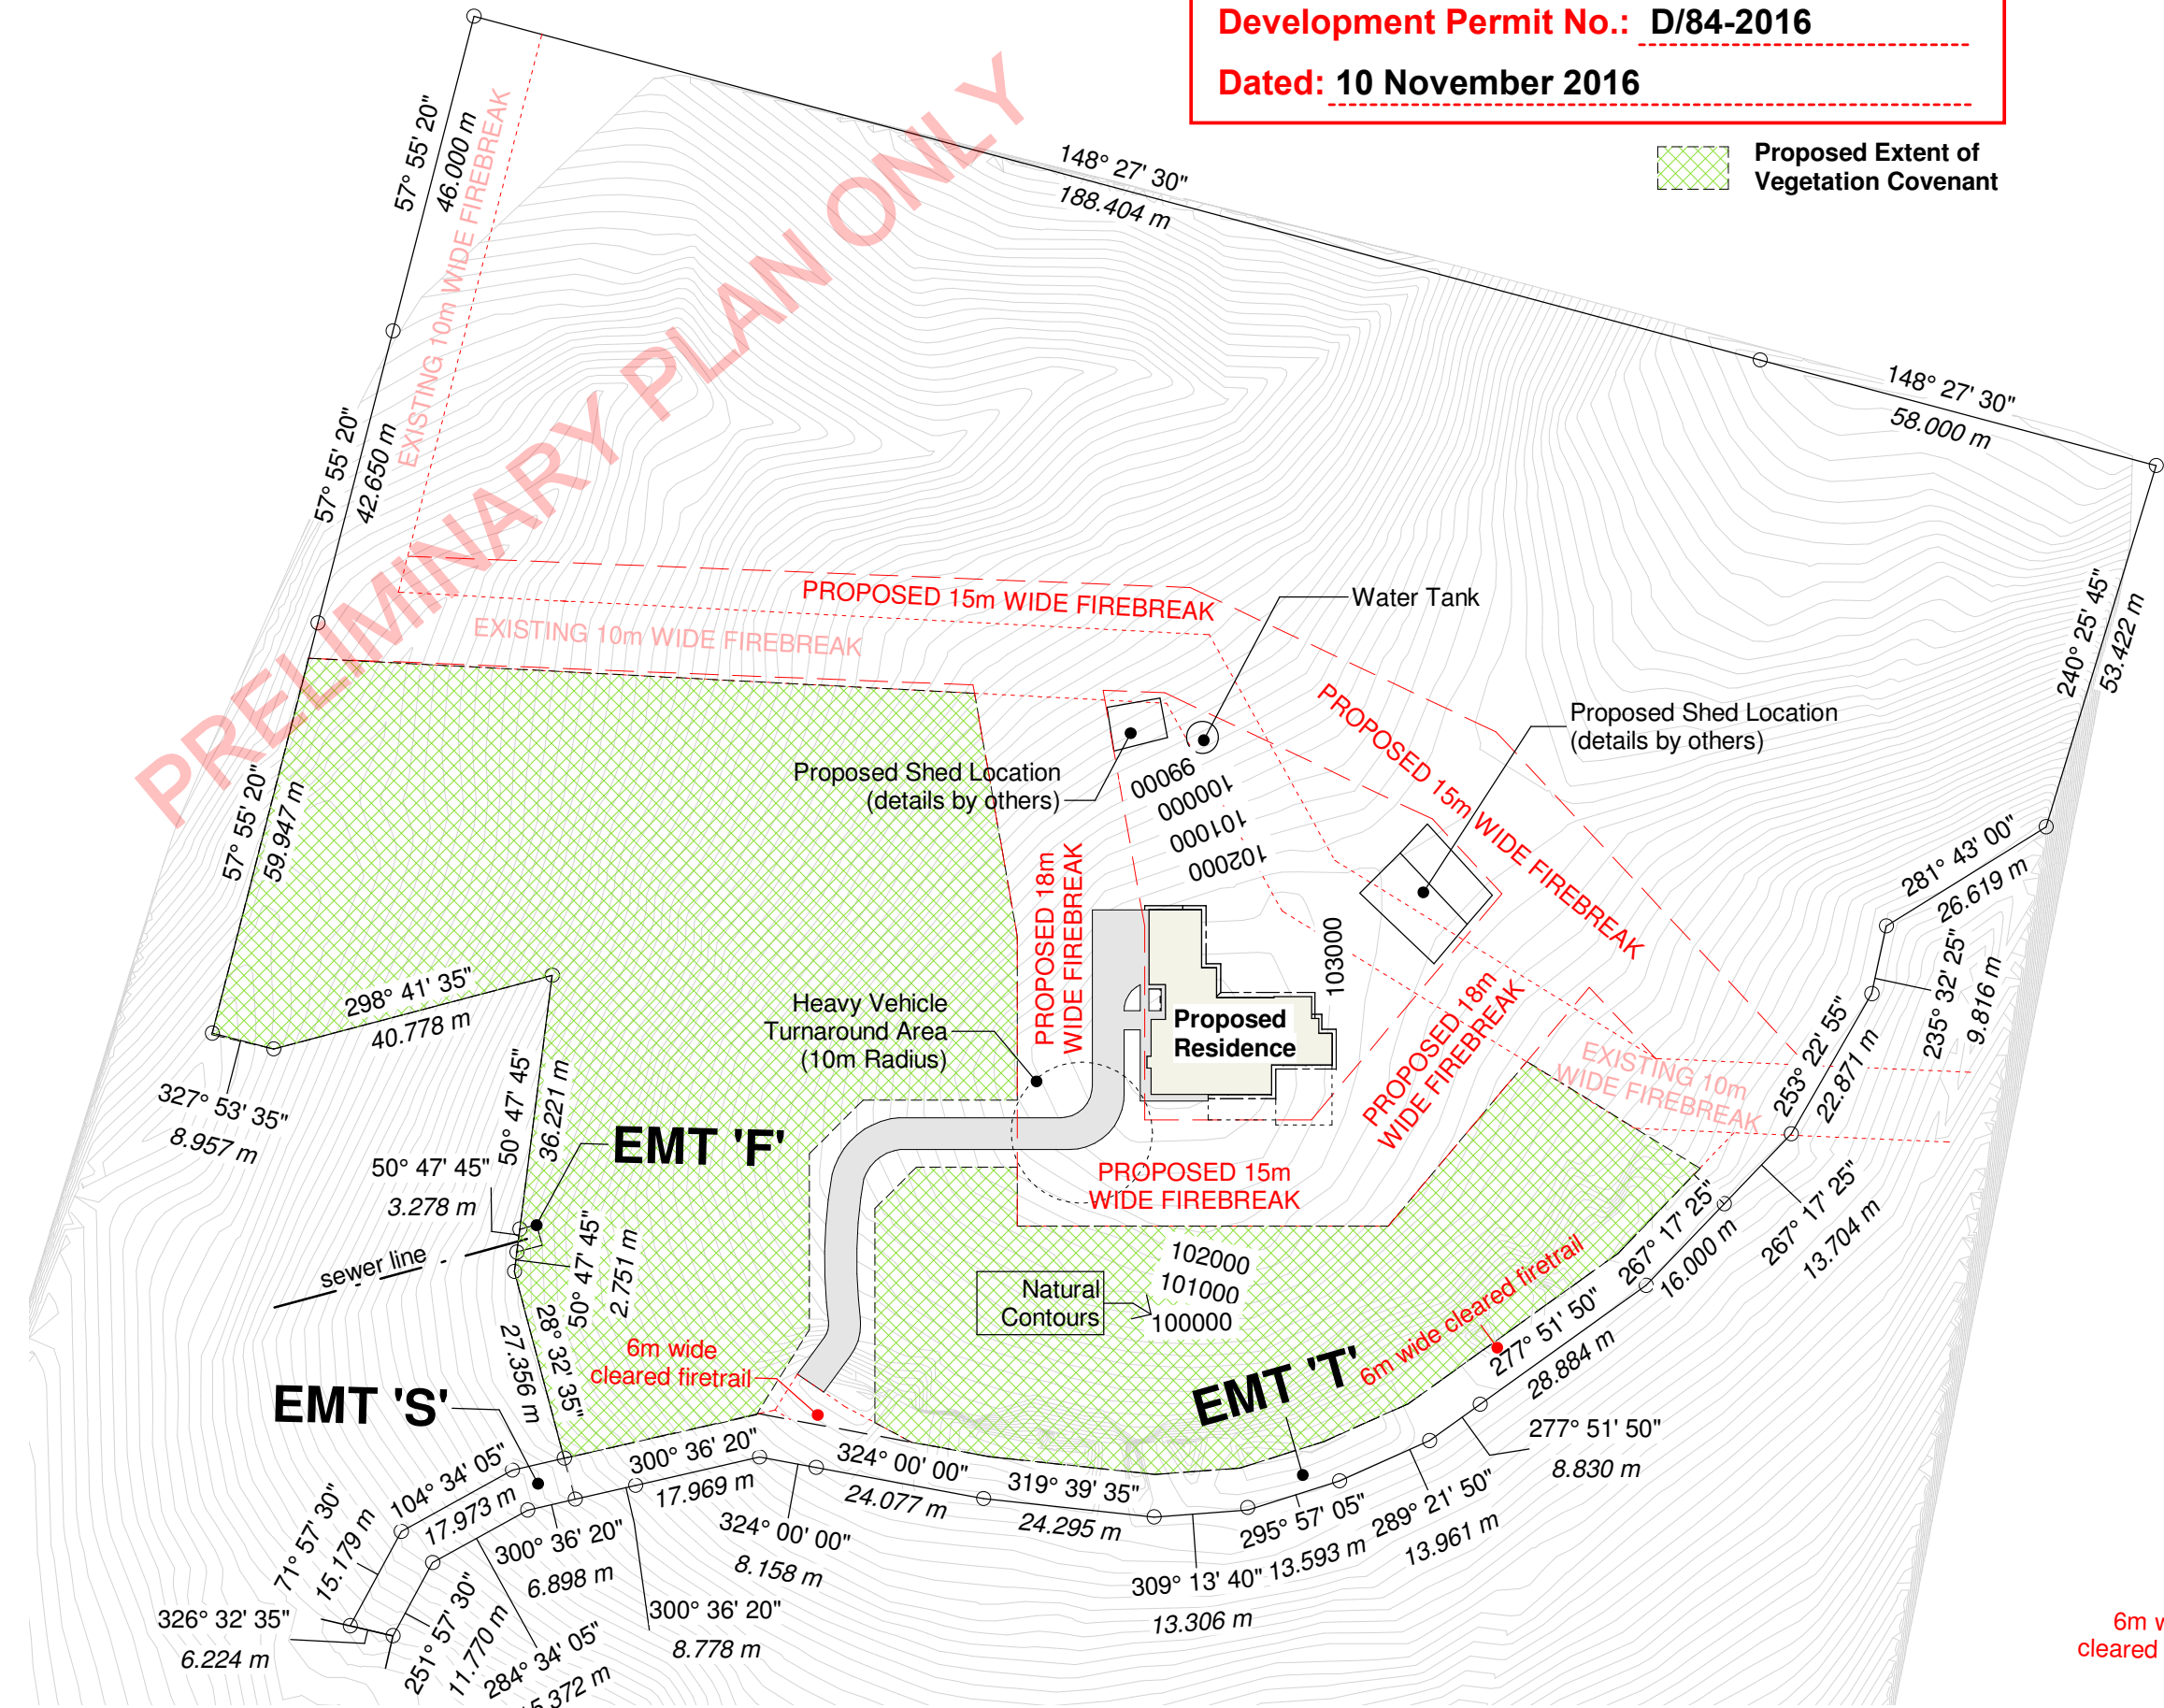 Development Permit No.: D/84-2016
Dated: 10 November 2016
Proposed Extent of
Vegetation Covenant
PRELIMINARY PLAN ONLY
57° 55' 20"
46.000 m
EXISTING 10m WIDE FIREBREAK
148° 27' 30"
188.404 m
148° 27' 30"
58.000 m
57° 55' 20"
42.650 m
240° 25' 45"
53.422 m
PROPOSED 15m WIDE FIREBREAK
EXISTING 10m WIDE FIREBREAK
Water Tank
PROPOSED 15m WIDE FIREBREAK
Proposed Shed Location
(details by others)
Proposed Shed Location
(details by others)
99000
100000
101000
102000
103000
57° 55' 20"
59.947 m
281° 43' 00"
26.619 m
235° 32' 25"
9.816 m
253° 22' 55"
22.871 m
PROPOSED 18m
WIDE FIREBREAK
298° 41' 35"
40.778 m
Heavy Vehicle
Turnaround Area
(10m Radius)
Proposed
Residence
PROPOSED 18m
WIDE FIREBREAK
EXISTING 10m
WIDE FIREBREAK
327° 53' 35"
8.957 m
50° 47' 45"
36.221 m
EMT 'F'
50° 47' 45"
3.278 m
PROPOSED 15m
WIDE FIREBREAK
267° 17' 25"
13.704 m
267° 17' 25"
16.000 m
sewer line
50° 47' 45"
2.751 m
102000
101000
100000
Natural
Contours
6m wide cleared firetrail
28° 32' 35"
27.356 m
6m wide
cleared firetrail
277° 51' 50"
28.884 m
EMT 'T'
EMT 'S'
277° 51' 50"
8.830 m
104° 34' 05"
17.973 m
300° 36' 20"
17.969 m
324° 00' 00"
24.077 m
319° 39' 35"
24.295 m
295° 57' 05"
13.593 m
289° 21' 50"
13.961 m
71° 57' 30"
15.179 m
300° 36' 20"
6.898 m
324° 00' 00"
8.158 m
309° 13' 40"
13.306 m
326° 32' 35"
6.224 m
251° 57' 30"
11.770 m
284° 34' 05"
5.372 m
300° 36' 20"
8.778 m
6m w
cleared